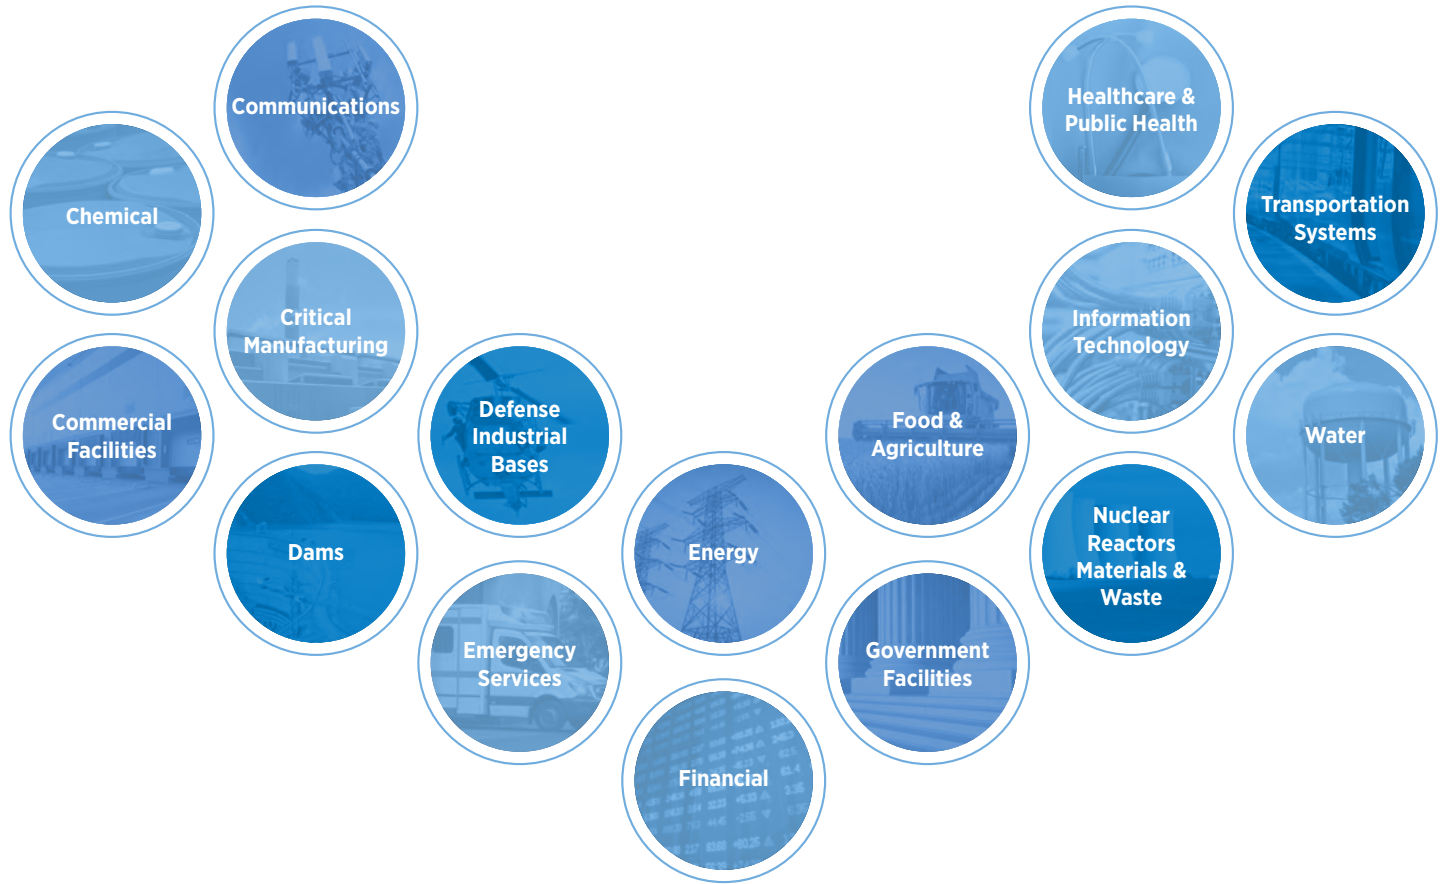 Communications
Chemical
Critical
Manufacturing
Commercial
Facilities
Dams
Defense
Industrial
Bases
Emergency
Services
Energy
Financial
Food &
Agriculture
Government
Facilities
Healthcare &
Public Health
Information
Technology
Nuclear
Reactors
Materials &
Waste
Transportation
Systems
Water